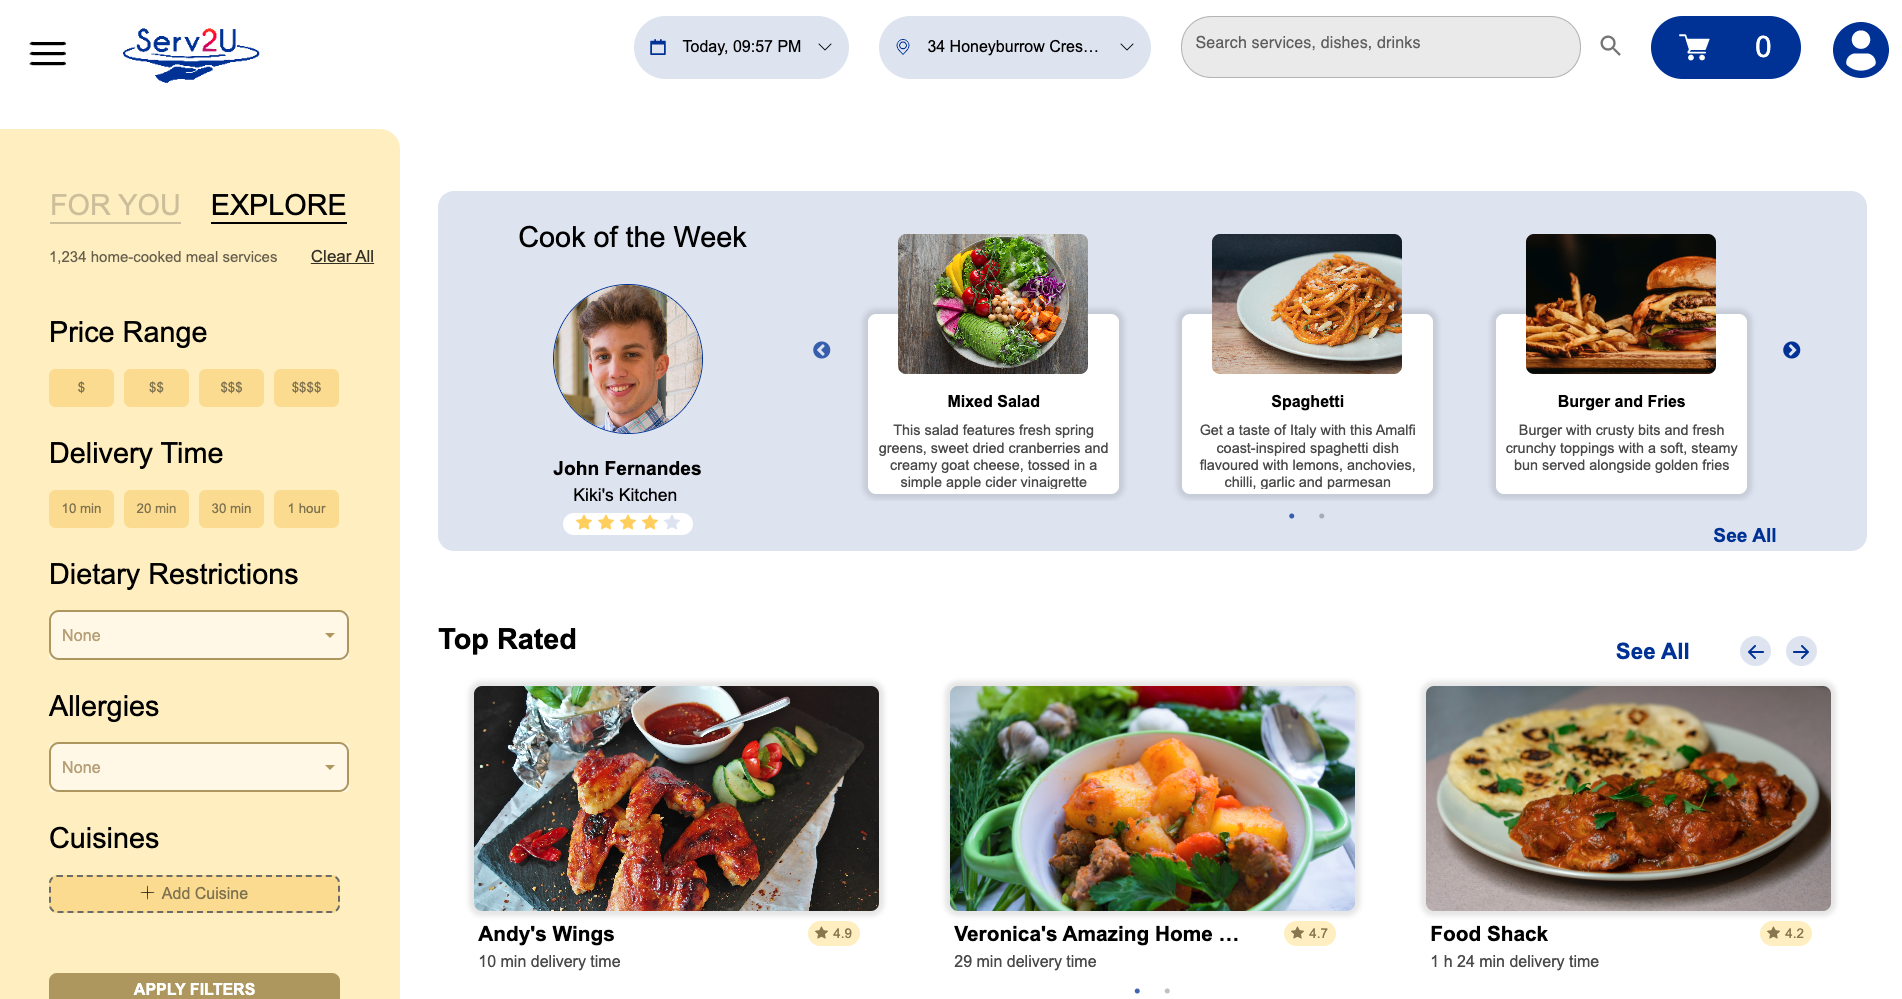 Serv2U
Today, 09:57 PM
34 Honeyburrow Cres...
Search services, dishes, drinks
0
FOR YOU
EXPLORE
1,234 home-cooked meal services
Clear All
Price Range
$
$$
$$$
$$$$
Delivery Time
10 min
20 min
30 min
1 hour
Dietary Restrictions
None
Allergies
None
Cuisines
+ Add Cuisine
APPLY FILTERS
Cook of the Week
John Fernandes
Kiki's Kitchen
Mixed Salad
This salad features fresh spring
greens, sweet dried cranberries and
creamy goat cheese, tossed in a
simple apple cider vinaigrette
Spaghetti
Get a taste of Italy with this Amalfi
coast-inspired spaghetti dish
flavoured with lemons, anchovies,
chilli, garlic and parmesan
Burger and Fries
Burger with crusty bits and fresh
crunchy toppings with a soft, steamy
bun served alongside golden fries
See All
Top Rated
See All
Andy's Wings
4.9
10 min delivery time
Veronica's Amazing Home ...
4.7
29 min delivery time
Food Shack
4.2
1 h 24 min delivery time